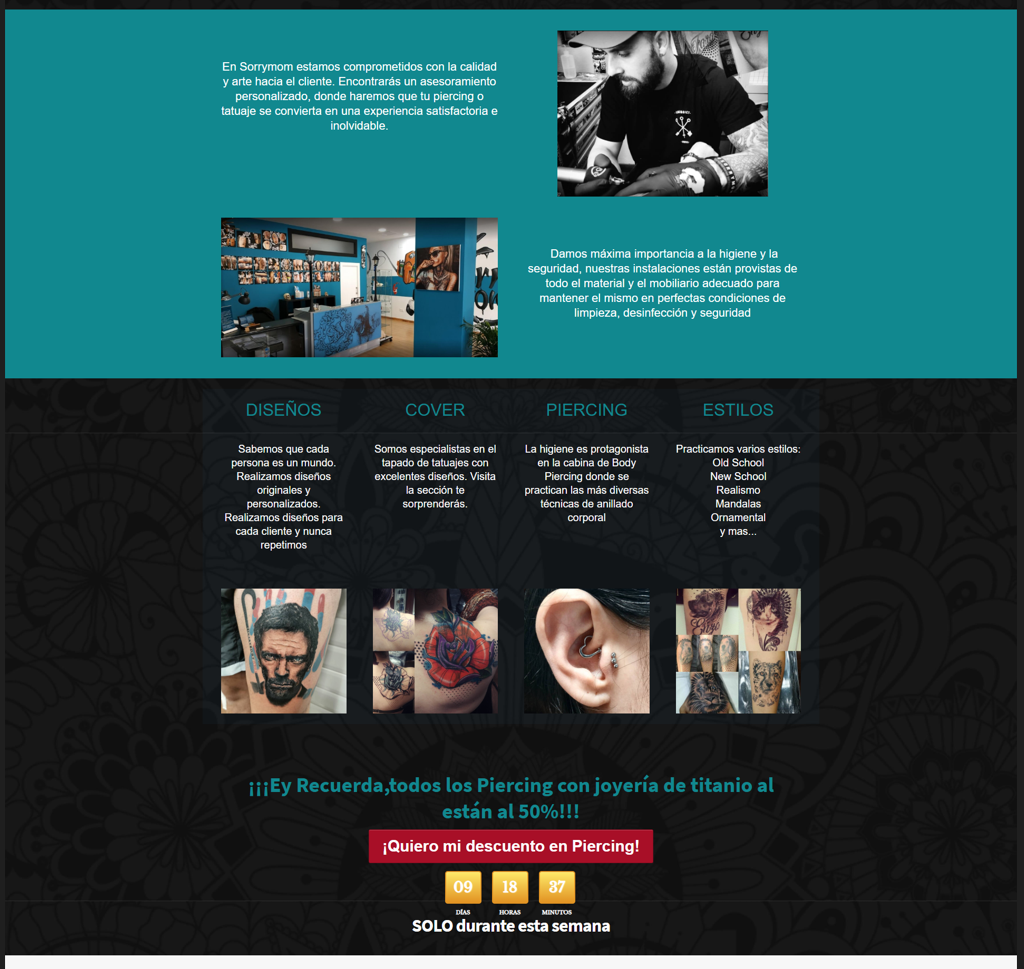 En Sorrymom estamos comprometidos con la calidad
y arte hacia el cliente. Encontrarás un asesoramiento
personalizado, donde haremos que tu piercing o
tatuaje se convierta en una experiencia satisfactoria e
inolvidable.
Damos máxima importancia a la higiene y la
seguridad, nuestras instalaciones están provistas de
todo el material y el mobiliario adecuado para
mantener el mismo en perfectas condiciones de
limpieza, desinfección y seguridad
DISEÑOS
Sabemos que cada
persona es un mundo.
Realizamos diseños
originales y
personalizados.
Realizamos diseños para
cada cliente y nunca
repetimos
COVER
Somos especialistas en el
tapado de tatuajes con
excelentes diseños. Visita
la sección te
sorprenderás.
PIERCING
La higiene es protagonista
en la cabina de Body
Piercing donde se
practican las más diversas
técnicas de anillado
corporal
ESTILOS
Practicamos varios estilos:
Old School
New School
Realismo
Mandalas
Ornamental
y mas...
¡¡¡Ey Recuerda,todos los Piercing con joyería de titanio al
están al 50%!!!
¡Quiero mi descuento en Piercing!
09 18 37
DÍAS HORAS MINUTOS
SOLO durante esta semana